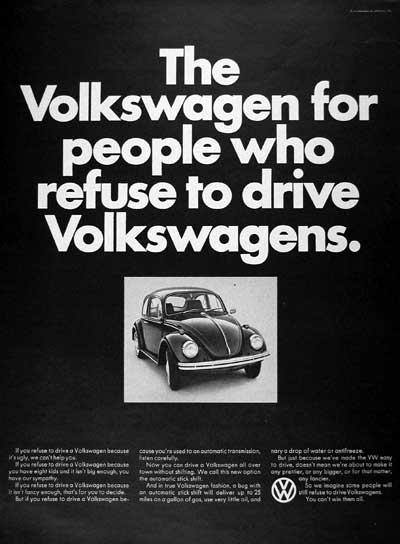 The
Volkswagen for
people who
refuse to drive
Volkswagens.
If you refuse to drive a Volkswagen because
it's ugly, we can't help you.
If you refuse to drive a Volkswagen because
you have eight kids and it isn't big enough, you
have our sympathy.
If you refuse to drive a Volkswagen because
it isn't fancy enough, that's for you to decide.
But if you refuse to drive a Volkswagen be-
cause you're used to an automatic transmission,
listen carefully.
Now you can drive a Volkswagen all over
town without shifting. We call this new option
the automatic stick shift.
And in true Volkswagen fashion, a bug with
an automatic stick shift will deliver up to 25
miles on a gallon of gas, use very little oil, and
nary a drop of water or antifreeze.
But just because we've made the VW easy
to drive, doesn't mean we're about to make it
any prettier, or any bigger, or for that matter,
any fancier.
So we imagine some people will
still refuse to drive Volkswagens.
You can't win them all.
VW